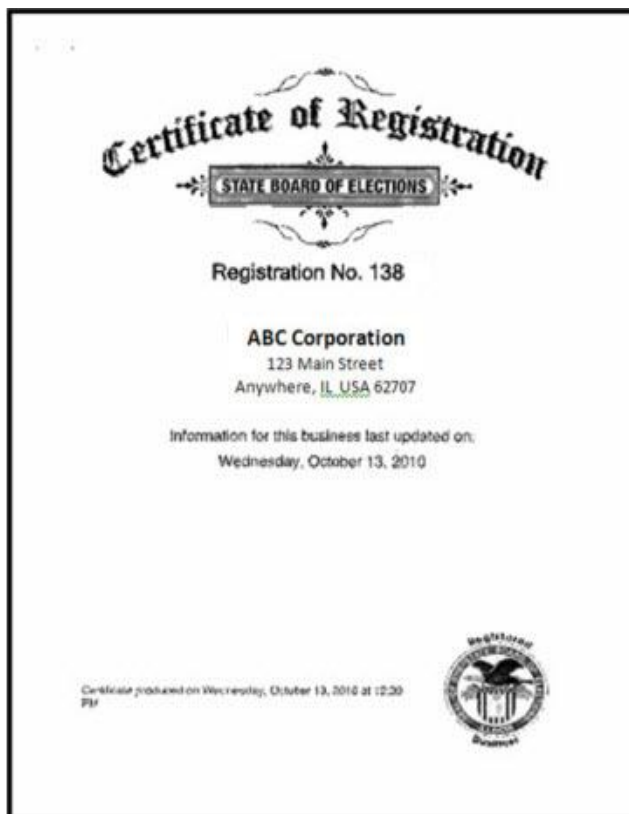 Certificate of Registration
STATE BOARD OF ELECTIONS
Registration No. 138
ABC Corporation
123 Main Street
Anywhere, IL USA 62707
Information for this business last updated on:
Wednesday, October 13, 2010
Registered
Certificate produced on Wednesday, October 13, 2010 at 12:30
PM
Business